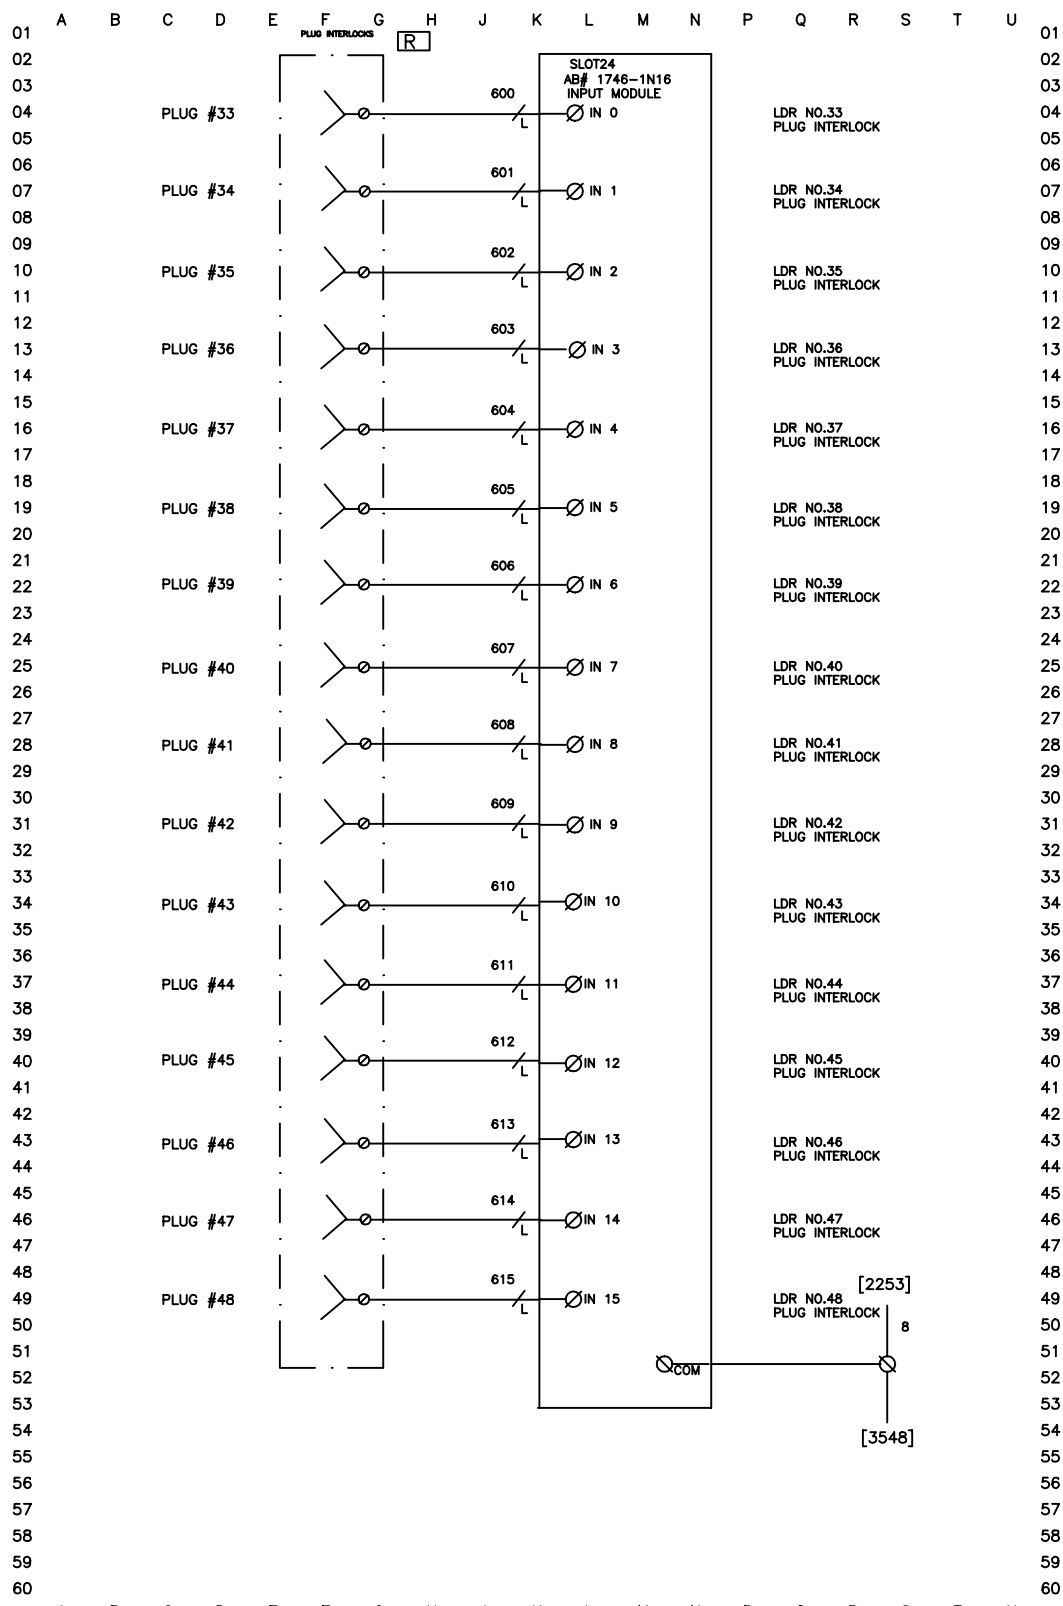 A B C D E F G H J K L M N P Q R S T U
01 PLUG INTERLOCKS R 01
02 SLOT24 02
03 AB# 1746-1N16 03
INPUT MODULE
600
04 PLUG #33 IN 0 LDR NO.33 04
L PLUG INTERLOCK
05 05
06 06
601
07 PLUG #34 IN 1 LDR NO.34 07
L PLUG INTERLOCK
08 08
09 09
602
10 PLUG #35 IN 2 LDR NO.35 10
L PLUG INTERLOCK
11 11
12 12
603
13 PLUG #36 IN 3 LDR NO.36 13
L PLUG INTERLOCK
14 14
15 15
604
16 PLUG #37 IN 4 LDR NO.37 16
L PLUG INTERLOCK
17 17
18 18
605
19 PLUG #38 IN 5 LDR NO.38 19
L PLUG INTERLOCK
20 20
21 21
606
22 PLUG #39 IN 6 LDR NO.39 22
L PLUG INTERLOCK
23 23
24 24
607
25 PLUG #40 IN 7 LDR NO.40 25
L PLUG INTERLOCK
26 26
27 27
608
28 PLUG #41 IN 8 LDR NO.41 28
L PLUG INTERLOCK
29 29
30 30
609
31 PLUG #42 IN 9 LDR NO.42 31
L PLUG INTERLOCK
32 32
33 33
610
34 PLUG #43 IN 10 LDR NO.43 34
L PLUG INTERLOCK
35 35
36 36
611
37 PLUG #44 IN 11 LDR NO.44 37
L PLUG INTERLOCK
38 38
39 39
612
40 PLUG #45 IN 12 LDR NO.45 40
L PLUG INTERLOCK
41 41
42 42
613
43 PLUG #46 IN 13 LDR NO.46 43
L PLUG INTERLOCK
44 44
45 45
614
46 PLUG #47 IN 14 LDR NO.47 46
L PLUG INTERLOCK
47 47
48 48
615 [2253]
49 PLUG #48 IN 15 LDR NO.48 49
L PLUG INTERLOCK
50 8 50
51 51
52 COM 52
53 53
54 [3548] 54
55 55
56 56
57 57
58 58
59 59
60 60